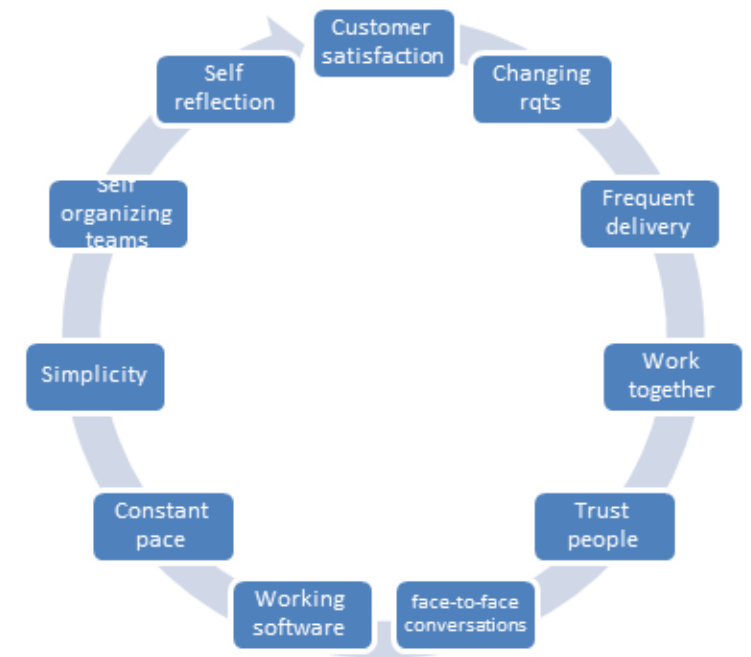 Customer
satisfaction
Changing
rqts
Frequent
delivery
Work
together
Trust
people
face-to-face
conversations
Working
software
Constant
pace
Simplicity
Self
organizing
teams
Self
reflection